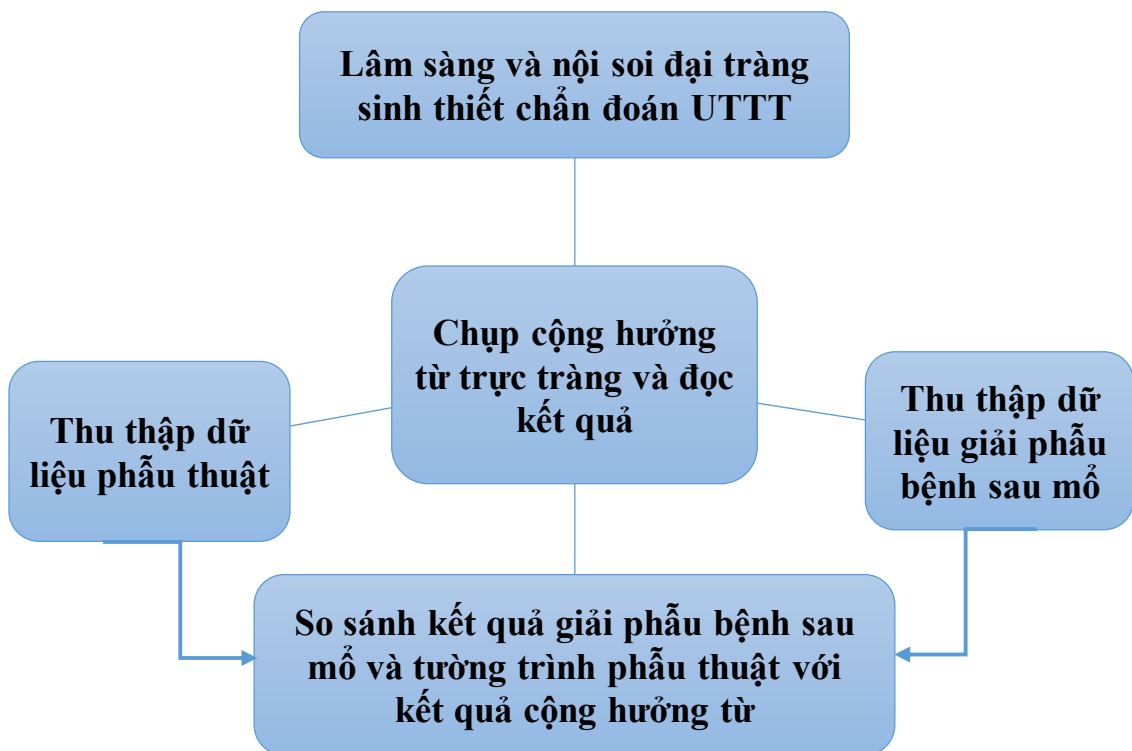 Lâm sàng và nội soi đại tràng
sinh thiết chẩn đoán UTTT
Chụp cộng hưởng
từ trực tràng và đọc
kết quả
Thu thập dữ
liệu phẫu thuật
Thu thập dữ
liệu giải phẫu
bệnh sau mổ
So sánh kết quả giải phẫu bệnh sau
mổ và tường trình phẫu thuật với
kết quả cộng hưởng từ